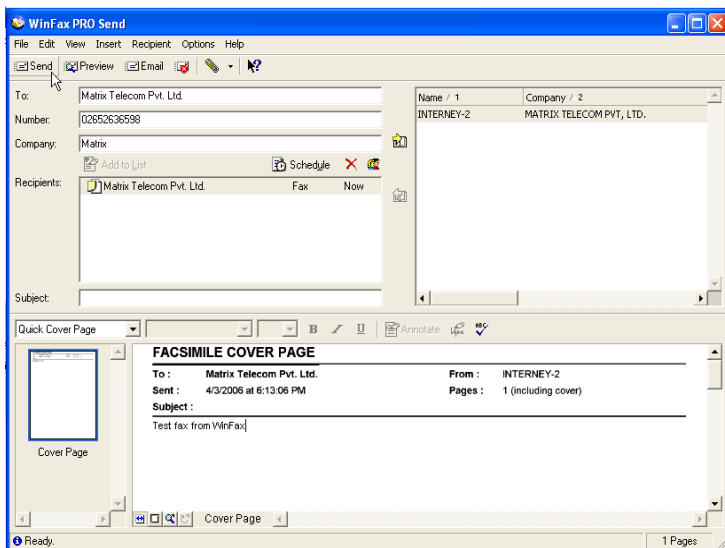 WinFax PRO Send
File Edit View Insert Recipient Options Help
Send Preview Email
To: Matrix Telecom Pvt. Ltd.
Number: 02652636598
Company: Matrix
Add to List Schedule
Recipients: Matrix Telecom Pvt. Ltd. Fax Now
Subject:
Name / 1 Company / 2
INTERNEY-2 MATRIX TELECOM PVT, LTD.
Quick Cover Page B I U Annotate ABC
Cover Page
FACSIMILE COVER PAGE
To : Matrix Telecom Pvt. Ltd. From : INTERNEY-2
Sent : 4/3/2006 at 6:13:06 PM Pages : 1 (including cover)
Subject :
Test fax from WinFax
Cover Page
Ready. 1 Pages